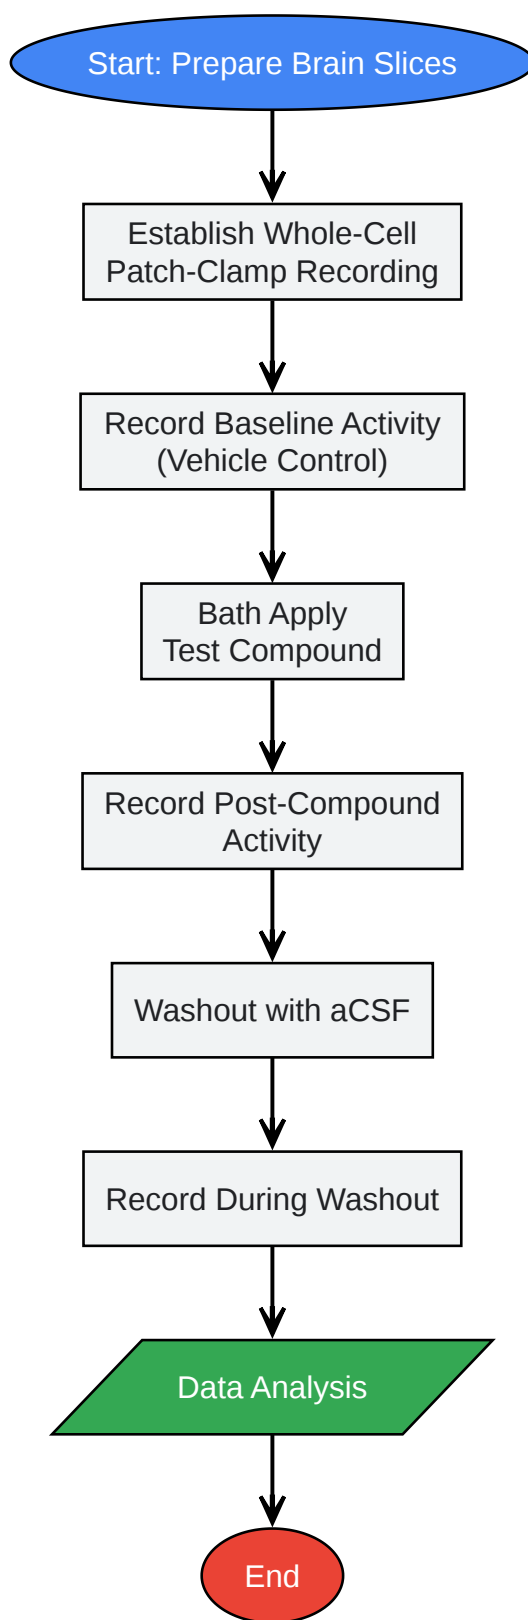 Start: Prepare Brain Slices
Establish Whole-Cell
Patch-Clamp Recording
Record Baseline Activity
(Vehicle Control)
Bath Apply
Test Compound
Record Post-Compound
Activity
Washout with aCSF
Record During Washout
Data Analysis
End